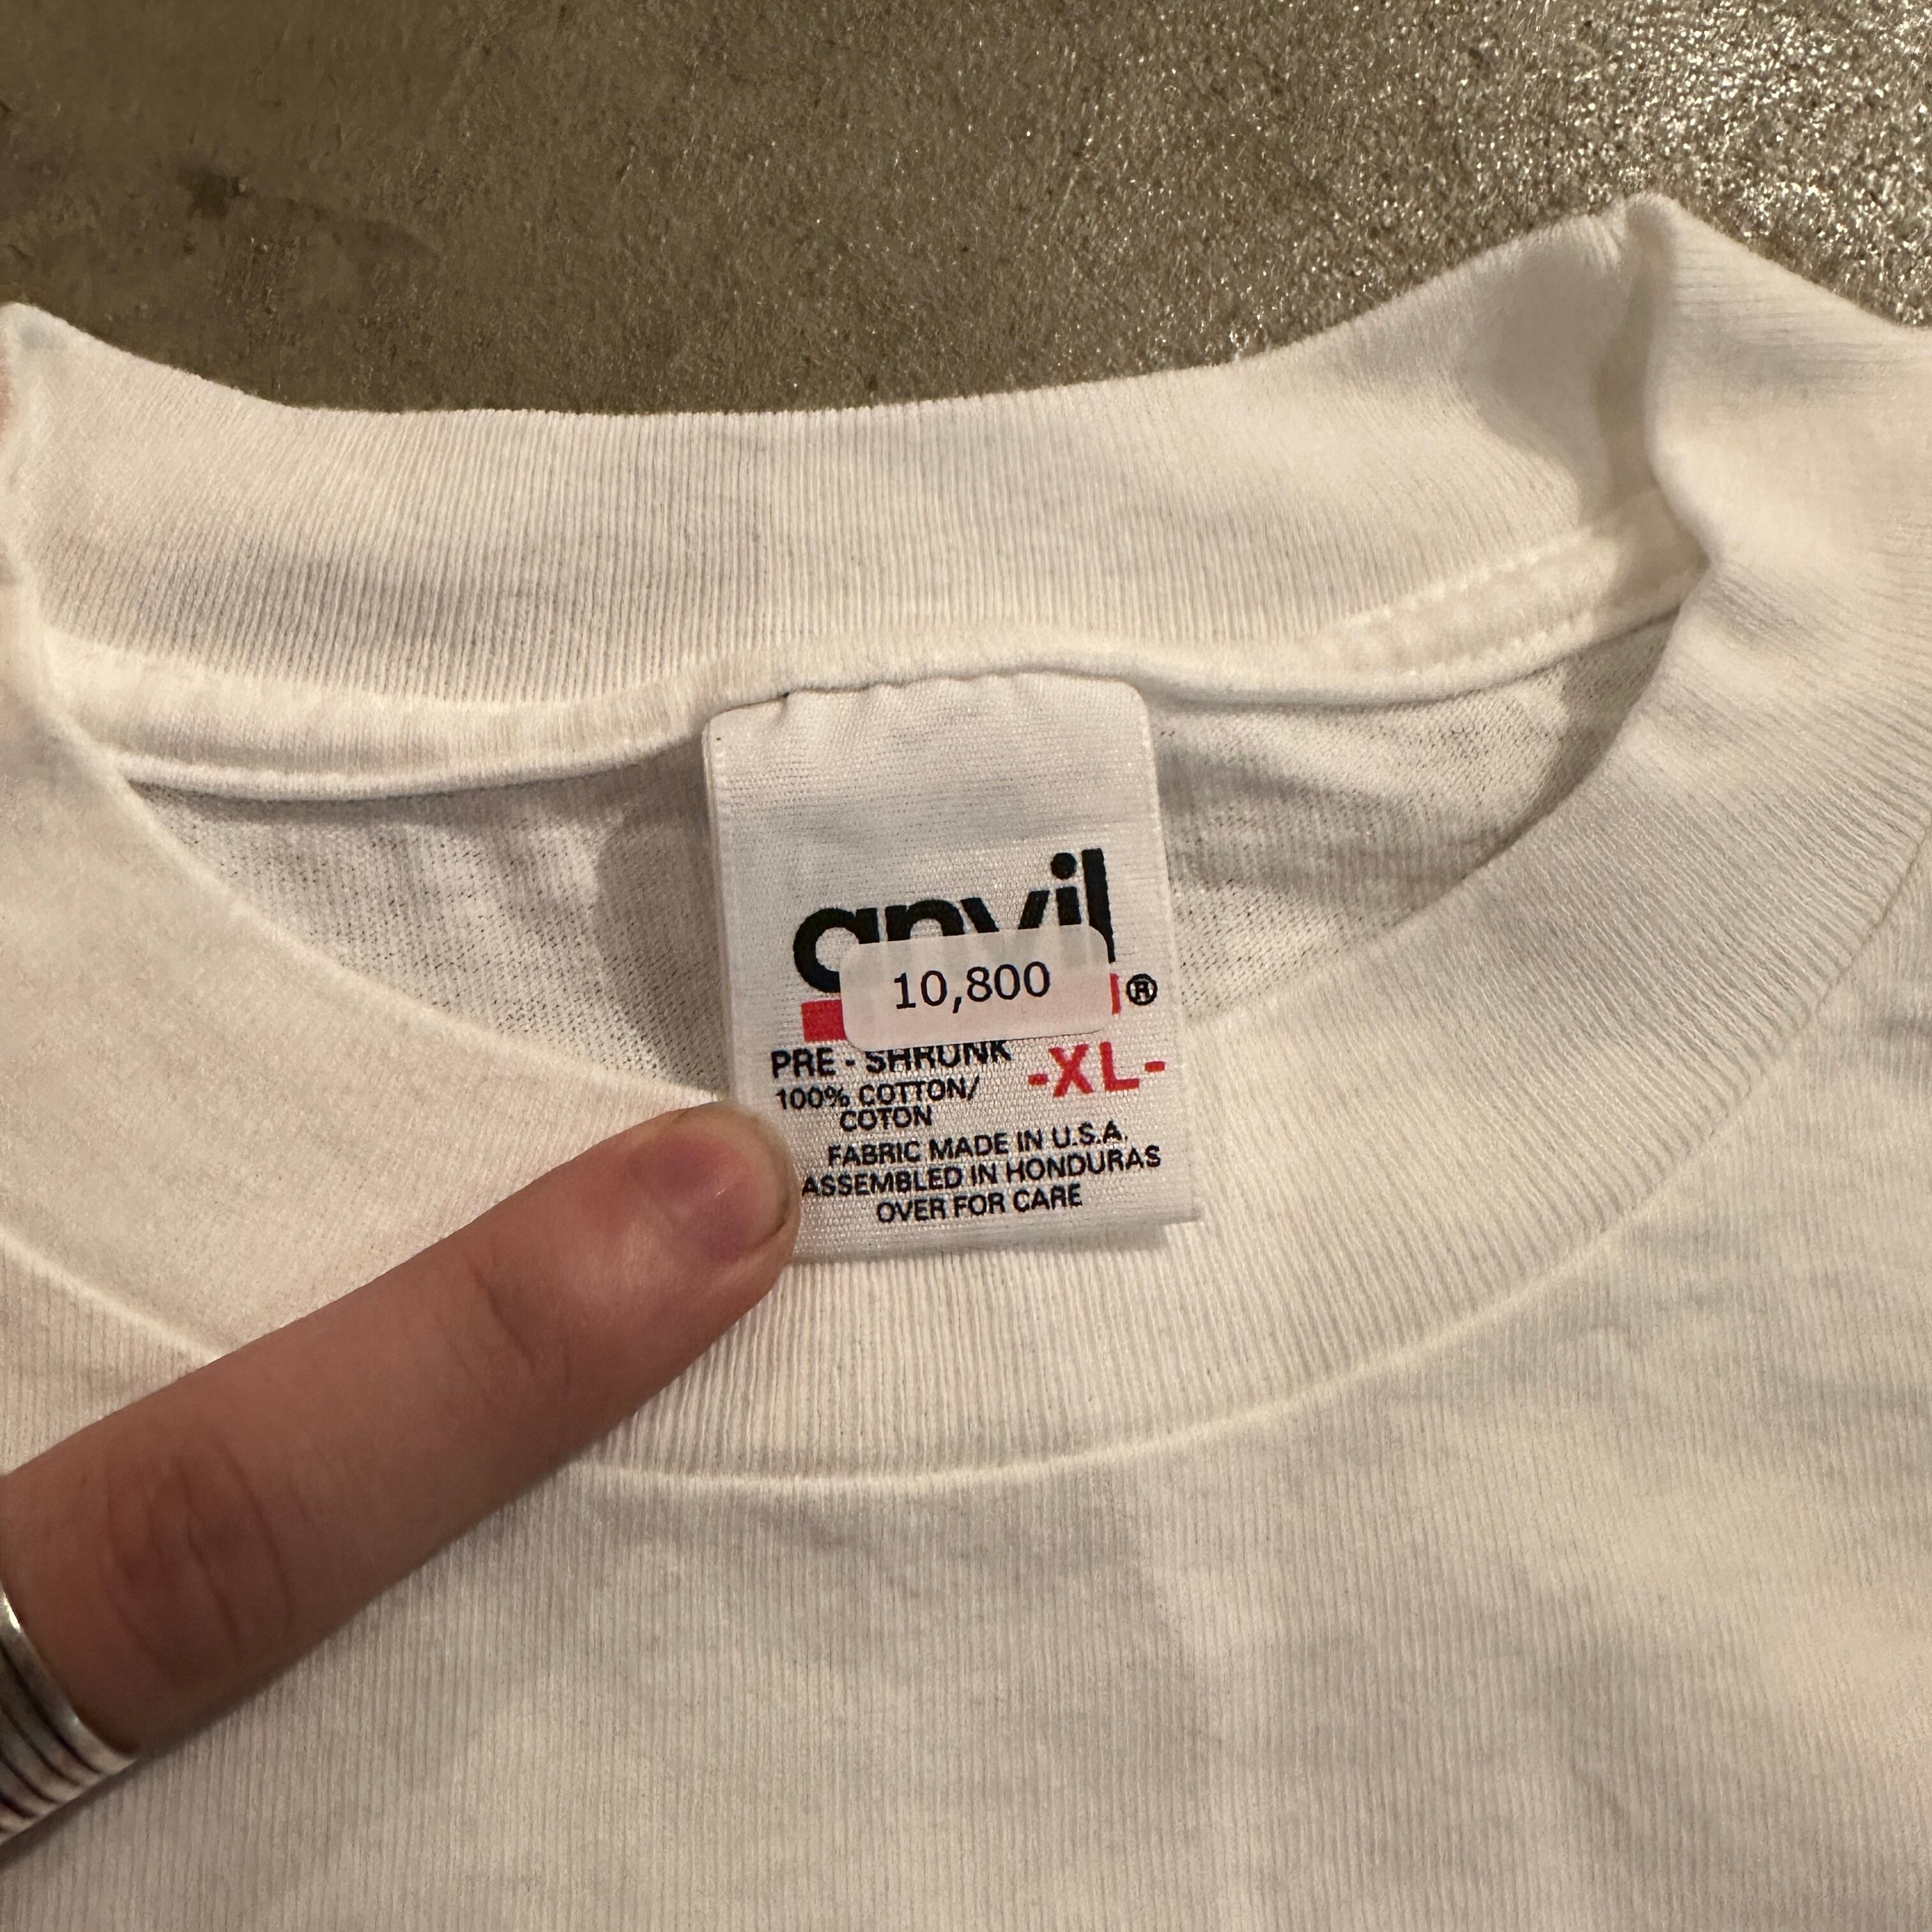 anvil
10,800
®
PRE - SHRUNK
-XL-
100% COTTON/
COTON
FABRIC MADE IN U.S.A.
ASSEMBLED IN HONDURAS
OVER FOR CARE